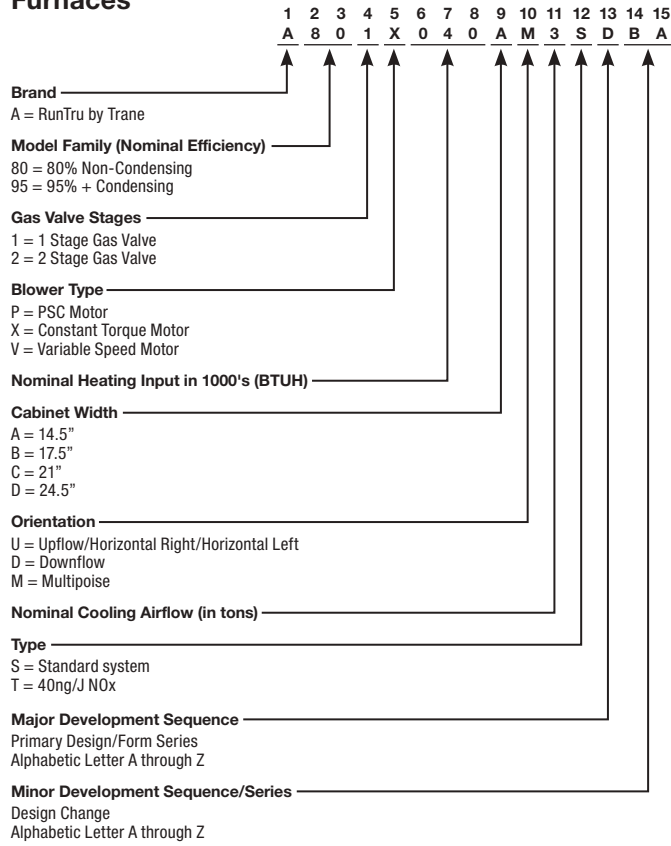 Furnaces
1 2 3 4 5 6 7 8 9 10 11 12 13 14 15
A 8 0 1 X 0 4 0 A M 3 S D B A
Brand
A = RunTru by Trane
Model Family (Nominal Efficiency)
80 = 80% Non-Condensing
95 = 95% + Condensing
Gas Valve Stages
1 = 1 Stage Gas Valve
2 = 2 Stage Gas Valve
Blower Type
P = PSC Motor
X = Constant Torque Motor
V = Variable Speed Motor
Nominal Heating Input in 1000's (BTUH)
Cabinet Width
A = 14.5”
B = 17.5”
C = 21”
D = 24.5”
Orientation
U = Upflow/Horizontal Right/Horizontal Left
D = Downflow
M = Multipoise
Nominal Cooling Airflow (in tons)
Type
S = Standard system
T = 40ng/J NOx
Major Development Sequence
Primary Design/Form Series
Alphabetic Letter A through Z
Minor Development Sequence/Series
Design Change
Alphabetic Letter A through Z